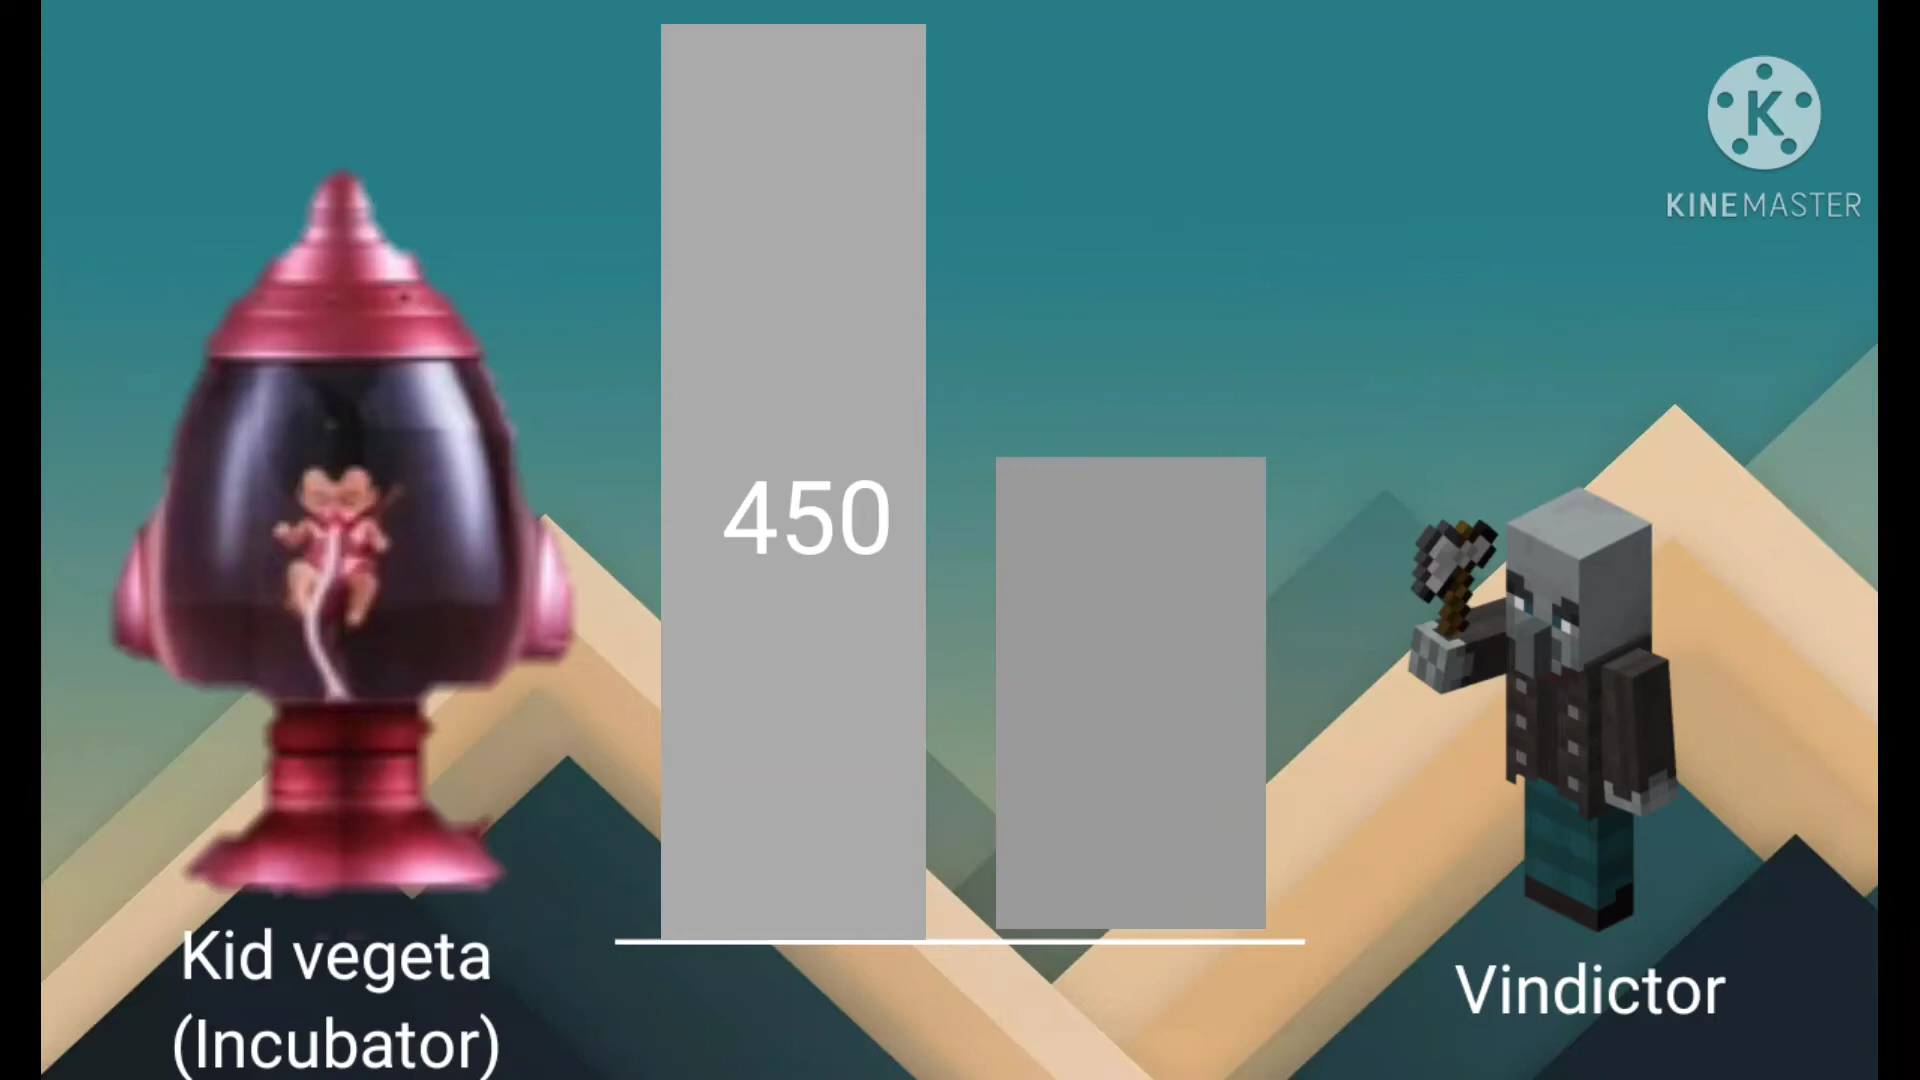 K
KINEMASTER
450
Kid vegeta
(Incubator)
Vindictor